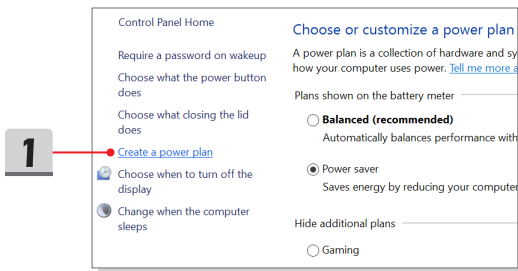 1
Control Panel Home
Require a password on wakeup
Choose what the power button
does
Choose what closing the lid
does
Create a power plan
Choose when to turn off the
display
Change when the computer
sleeps
Choose or customize a power plan
A power plan is a collection of hardware and sy
how your computer uses power. Tell me more a
Plans shown on the battery meter
Balanced (recommended)
Automatically balances performance with
Power saver
Saves energy by reducing your computer
Hide additional plans
Gaming